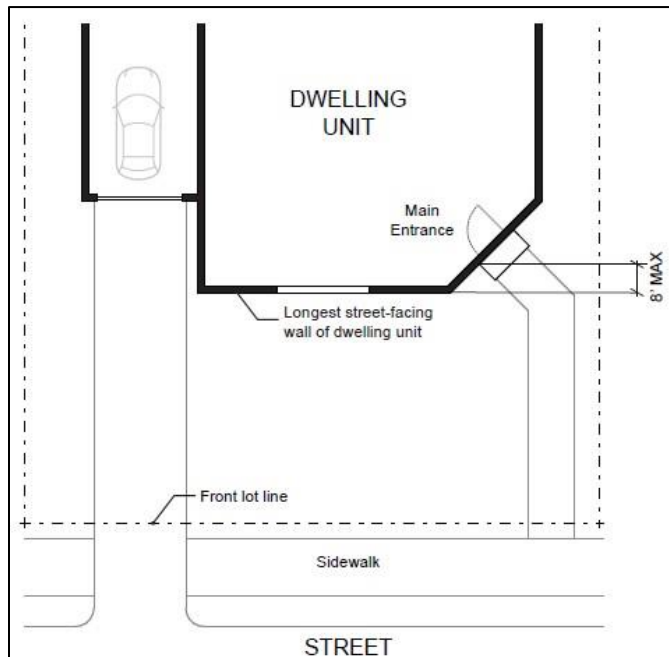 DWELLING
UNIT
Main
Entrance
8' MAX
Longest street-facing
wall of dwelling unit
Front lot line
Sidewalk
STREET